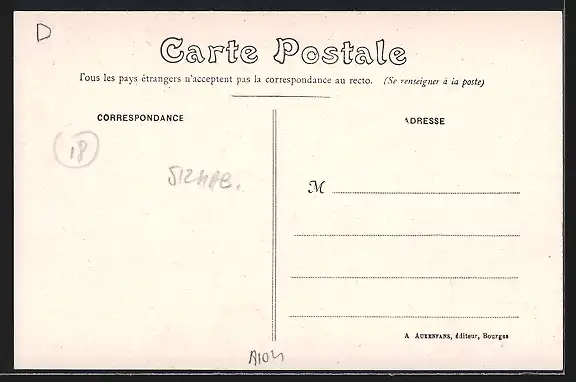 D
Carte Postale
Tous les pays étrangers n'acceptent pas la correspondance au recto. (Se renseigner à la poste)
CORRESPONDANCE
ADRESSE
18
M
A. AUXENFANS, éditeur, Bourges
A104